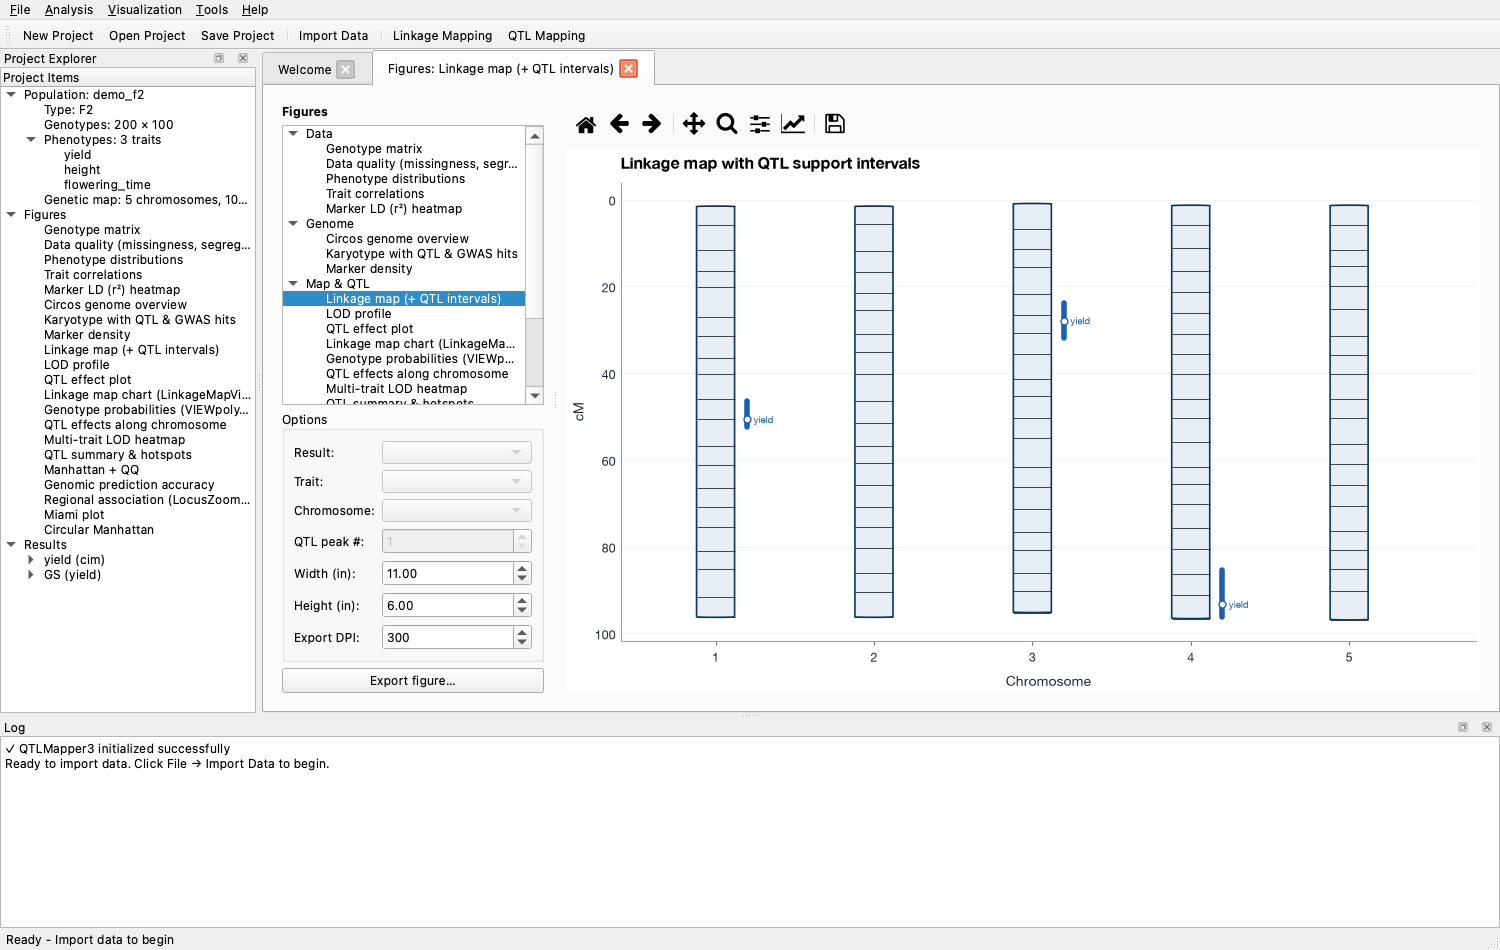 File Analysis Visualization Tools Help
New Project Open Project Save Project Import Data Linkage Mapping QTL Mapping
Project Explorer
Project Items
Population: demo_f2
Type: F2
Genotypes: 200 × 100
Phenotypes: 3 traits
yield
height
flowering_time
Genetic map: 5 chromosomes, 10...
Figures
Genotype matrix
Data quality (missingness, segreg...
Phenotype distributions
Trait correlations
Marker LD (r²) heatmap
Circos genome overview
Karyotype with QTL & GWAS hits
Marker density
Linkage map (+ QTL intervals)
LOD profile
QTL effect plot
Linkage map chart (LinkageMapVi...
Genotype probabilities (VIEWpoly...
QTL effects along chromosome
Multi-trait LOD heatmap
QTL summary & hotspots
Manhattan + QQ
Genomic prediction accuracy
Regional association (LocusZoom...
Miami plot
Circular Manhattan
Results
yield (cim)
GS (yield)
Welcome
Figures: Linkage map (+ QTL intervals)
Figures
Data
Genotype matrix
Data quality (missingness, segr...
Phenotype distributions
Trait correlations
Marker LD (r²) heatmap
Genome
Circos genome overview
Karyotype with QTL & GWAS hits
Marker density
Map & QTL
Linkage map (+ QTL intervals)
LOD profile
QTL effect plot
Linkage map chart (LinkageMa...
Genotype probabilities (VIEWp...
QTL effects along chromosome
Multi-trait LOD heatmap
QTL summary & hotspots
Options
Result:
Trait:
Chromosome:
QTL peak #: 1
Width (in): 11.00
Height (in): 6.00
Export DPI: 300
Export figure...
Linkage map with QTL support intervals
0
20
40
60
80
100
cM
yield
yield
yield
1 2 3 4 5
Chromosome
Log
✓ QTLMapper3 initialized successfully
Ready to import data. Click File → Import Data to begin.
Ready - Import data to begin